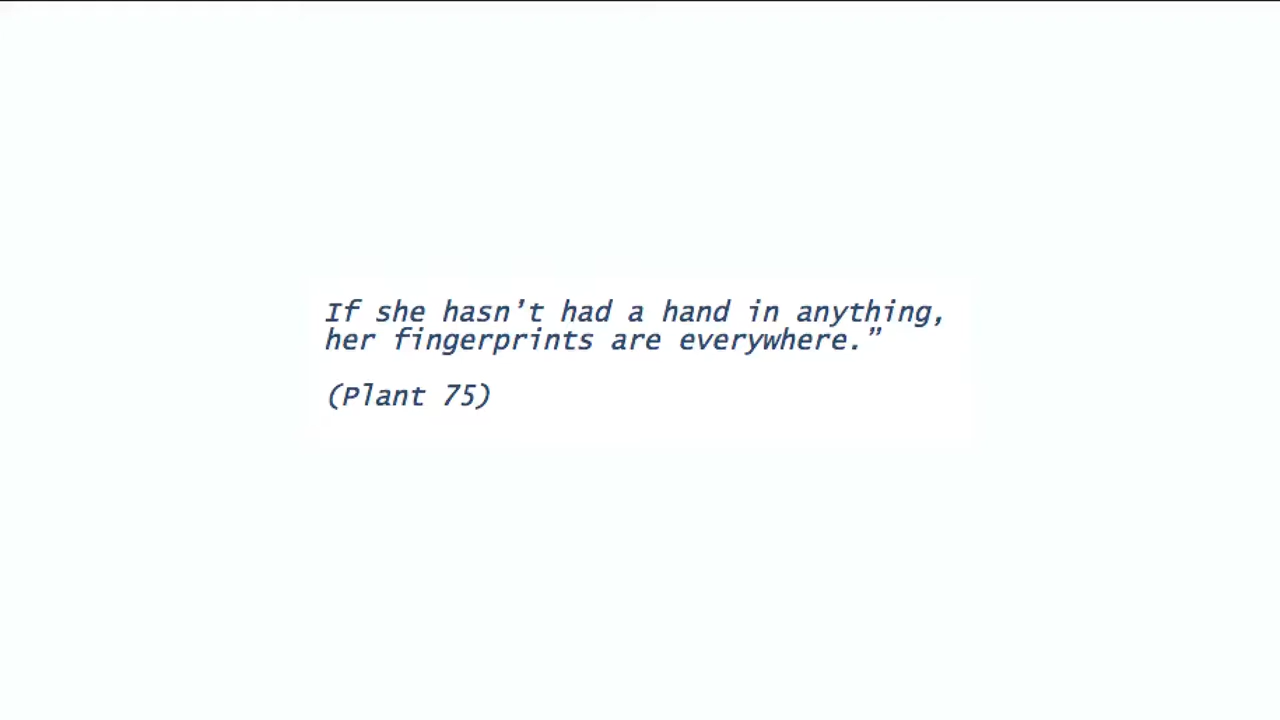 If she hasn’t had a hand in anything,
her fingerprints are everywhere.”
(Plant 75)